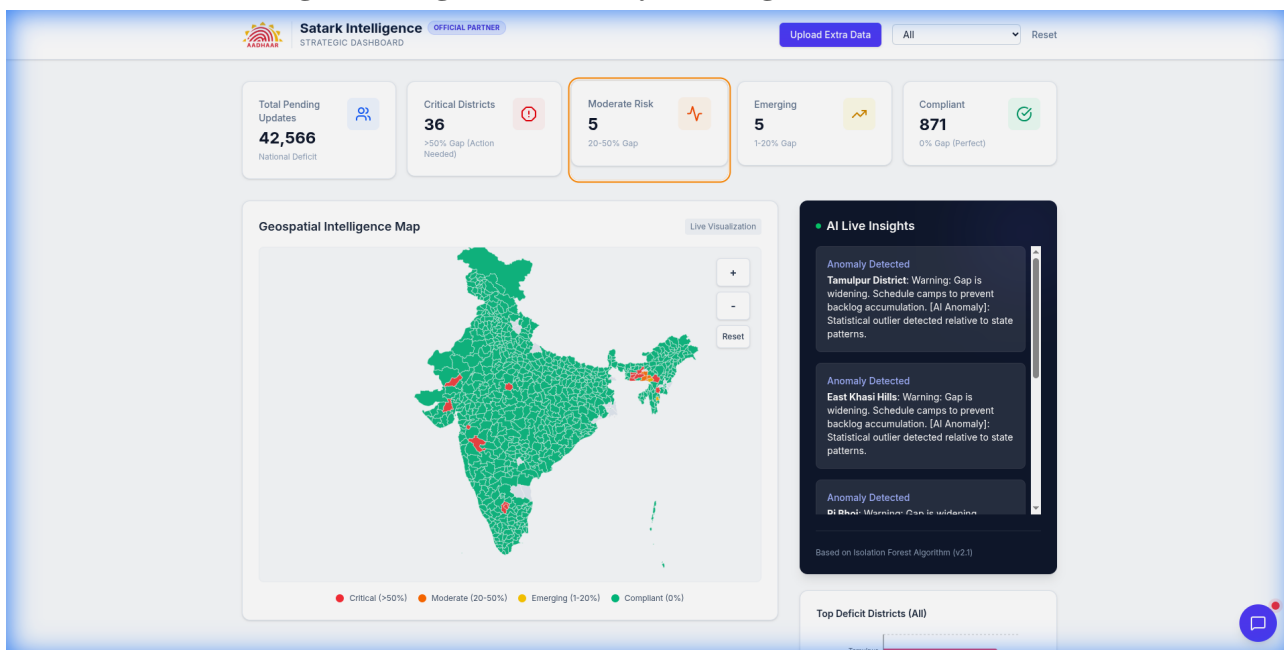 AADHAAR
Satark Intelligence OFFICIAL PARTNER
STRATEGIC DASHBOARD
Upload Extra Data
All
Reset
Total Pending
Updates
42,566
National Deficit
Critical Districts
36
>50% Gap (Action
Needed)
Moderate Risk
5
20-50% Gap
Emerging
5
1-20% Gap
Compliant
871
0% Gap (Perfect)
Geospatial Intelligence Map
Live Visualization
+
-
Reset
Critical (>50%) Moderate (20-50%) Emerging (1-20%) Compliant (0%)
AI Live Insights
Anomaly Detected
Tamulpur District: Warning: Gap is
widening. Schedule camps to prevent
backlog accumulation. [AI Anomaly]:
Statistical outlier detected relative to state
patterns.
Anomaly Detected
East Khasi Hills: Warning: Gap is
widening. Schedule camps to prevent
backlog accumulation. [AI Anomaly]:
Statistical outlier detected relative to state
patterns.
Anomaly Detected
Ri Bhoi: Warning: Gap is widening
Based on Isolation Forest Algorithm (v2.1)
Top Deficit Districts (All)